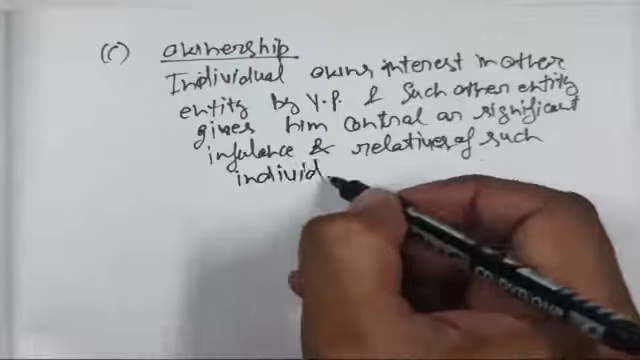 (C) ownership
Individual owns interest in other
entity by V.P. & Such other entity
gives him control or significant
infulance & relatives of such
individ